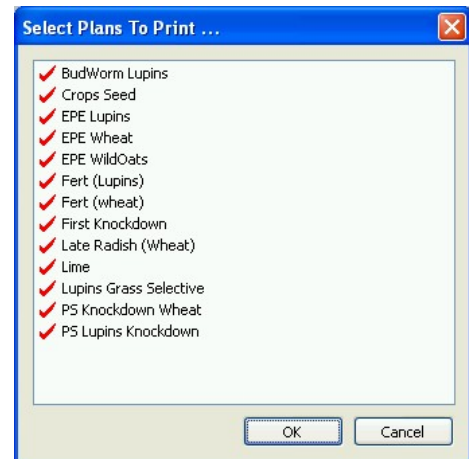 Select Plans To Print ...
BudWorm Lupins
Crops Seed
EPE Lupins
EPE Wheat
EPE WildOats
Fert (Lupins)
Fert (wheat)
First Knockdown
Late Radish (Wheat)
Lime
Lupins Grass Selective
PS Knockdown Wheat
PS Lupins Knockdown
OK Cancel